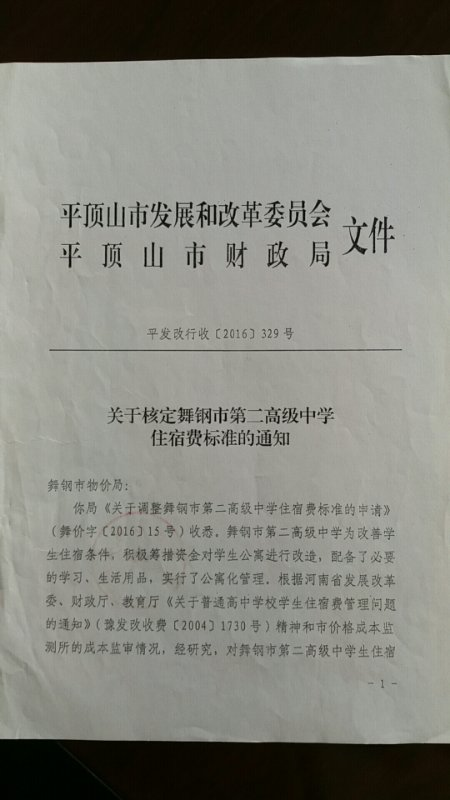 平顶山市发展和改革委员会
平顶山市财政局
文件
平发改行收〔2016〕329号
关于核定舞钢市第二高级中学
住宿费标准的通知
舞钢市物价局:
你局《关于调整舞钢市第二高级中学住宿费标准的申请》
(舞价字〔2016〕15号)收悉。舞钢市第二高级中学为改善学
生住宿条件，积极筹措资金对学生公寓进行改造，配备了必要
的学习、生活用品，实行了公寓化管理。根据河南省发展改革
委、财政厅、教育厅《关于普通高中学校学生住宿费管理问题
的通知》(豫发改收费〔2004〕1730号)精神和市价格成本监
测所的成本监审情况，经研究，对舞钢市第二高级中学生住宿
-1-